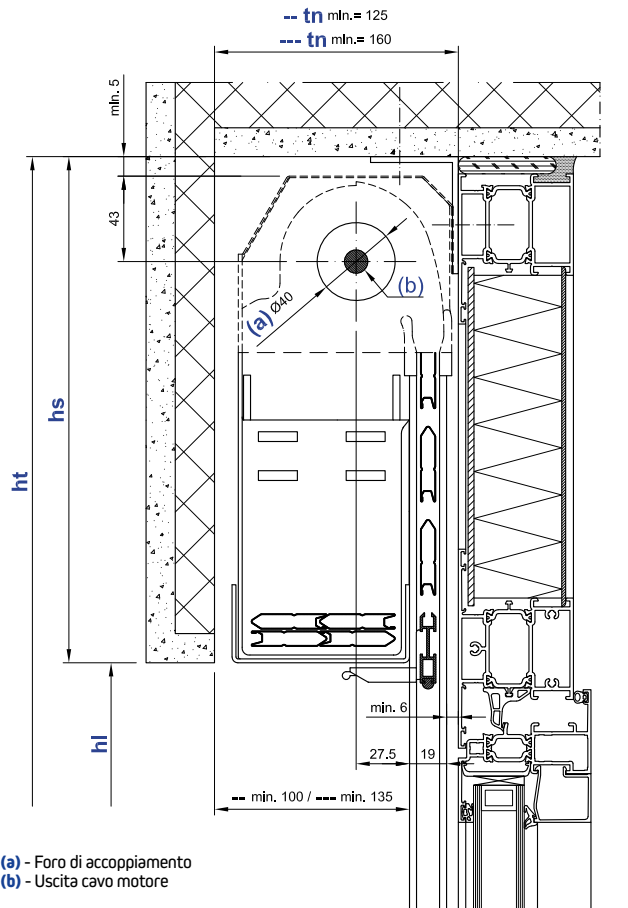 -- tn min.= 125
--- tn min.= 160
min. 5
43
(a) Ø40
(b)
hs
ht
hl
min. 6
27.5 19
-- min. 100 / --- min. 135
(a) - Foro di accoppiamento
(b) - Uscita cavo motore